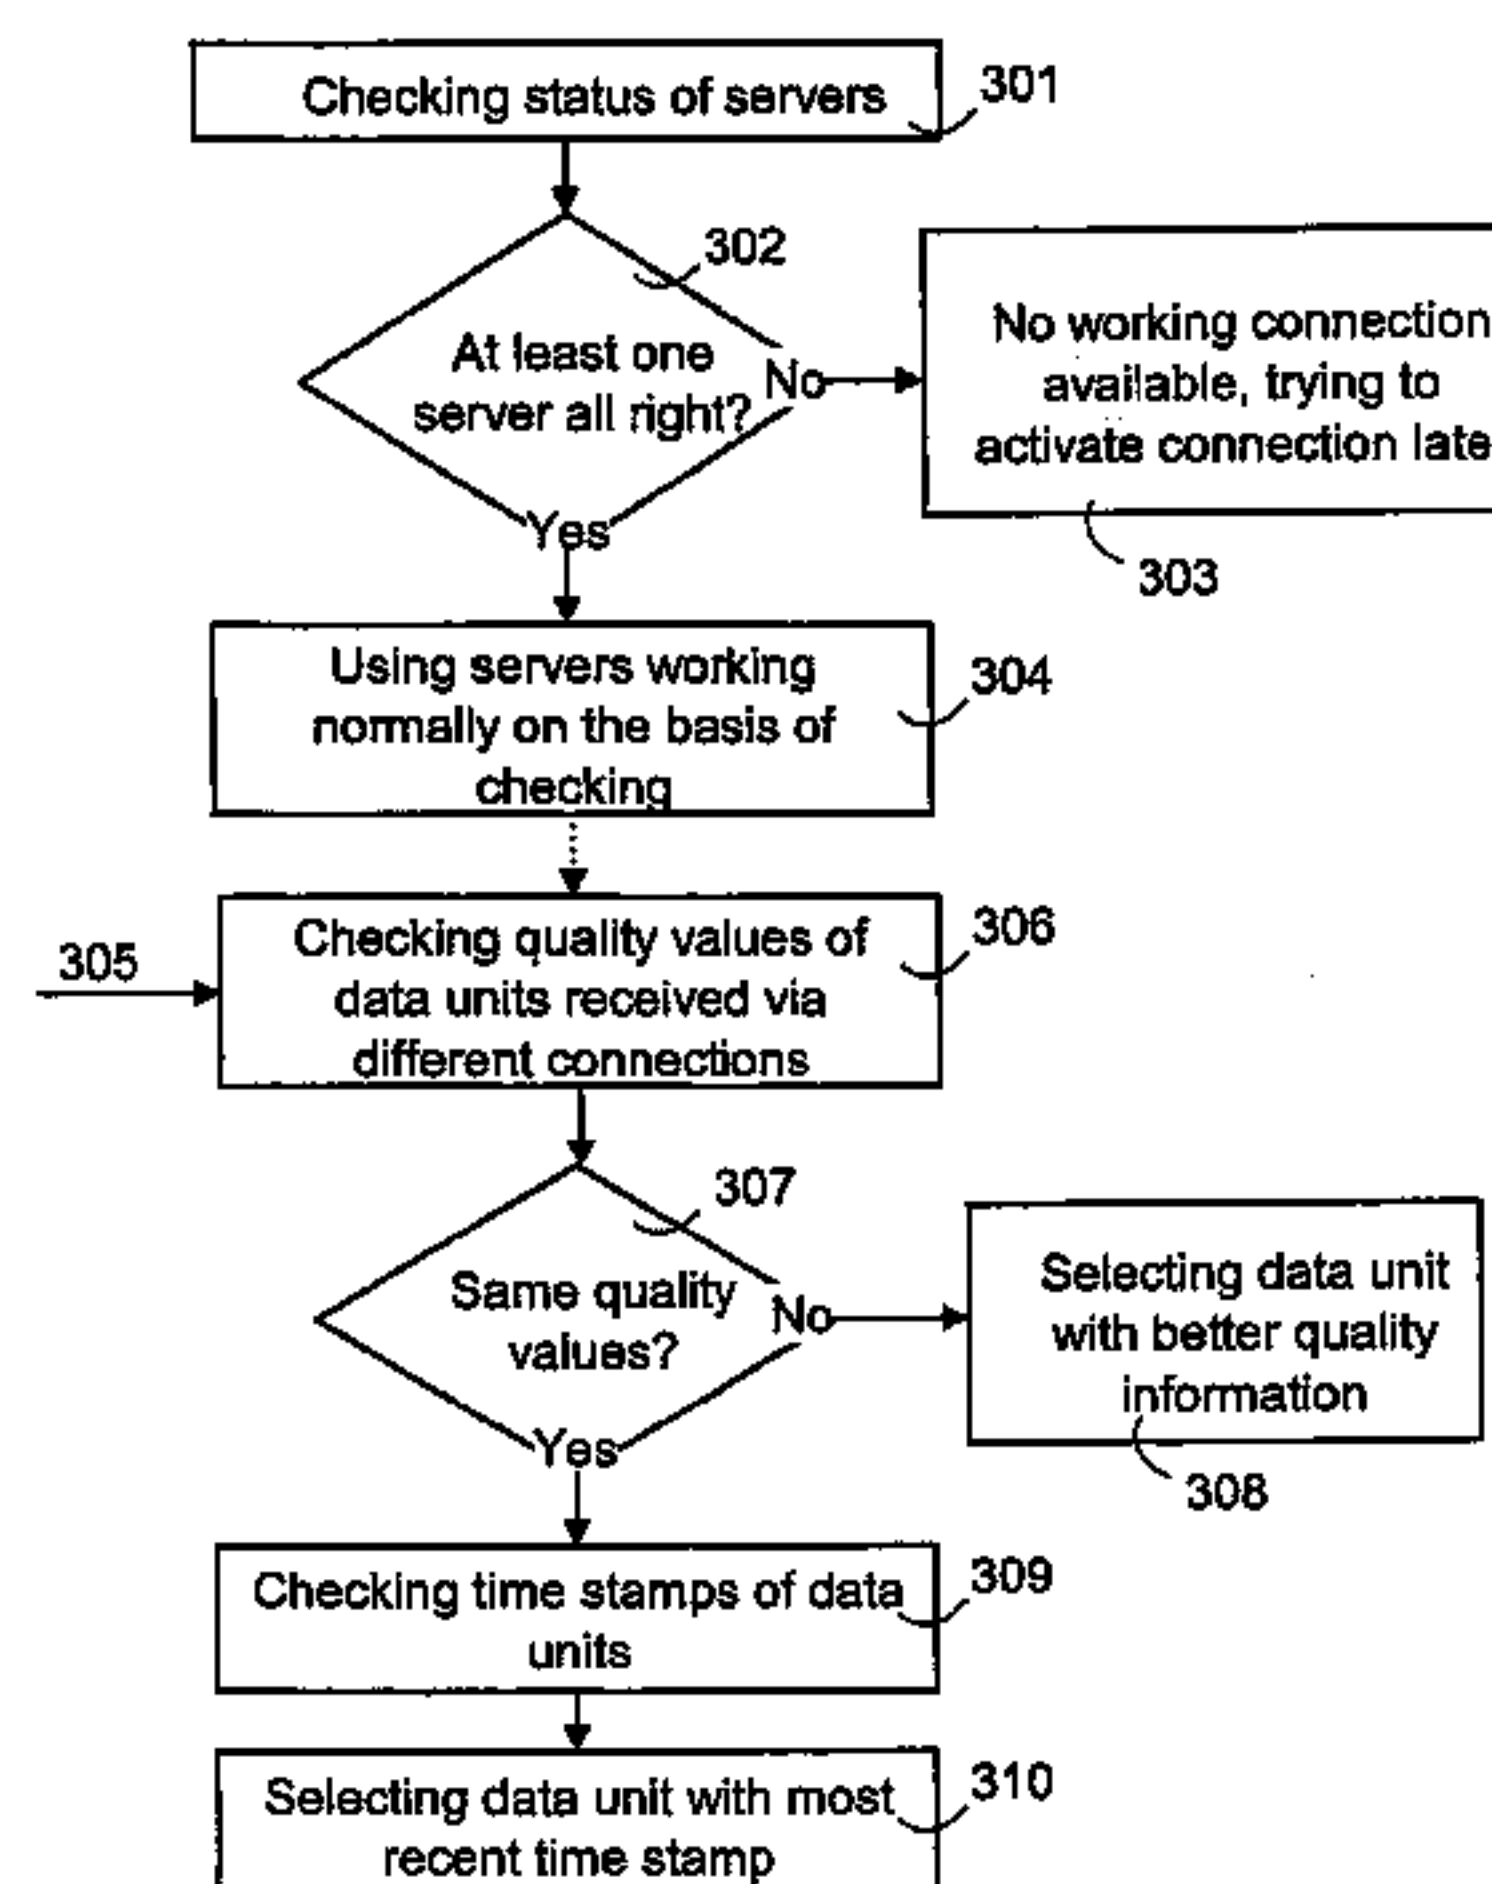 Checking status of servers
301
302
At least one
server all right?
No
Yes
No working connection
available, trying to
activate connection late
303
Using servers working
normally on the basis of
checking
304
305
Checking quality values of
data units received via
different connections
306
307
Same quality
values?
No
Yes
Selecting data unit
with better quality
information
308
Checking time stamps of data
units
309
Selecting data unit with most
recent time stamp
310